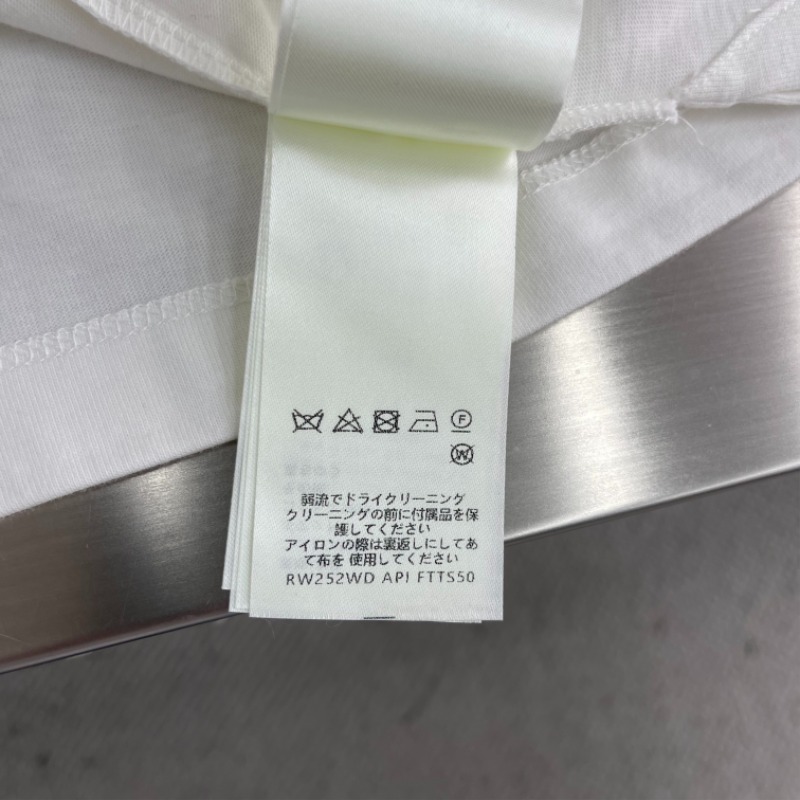 F
W
弱流でドライクリーニング
クリーニングの前に付属品を保
護してください
アイロンの際は裏返しにしてあ
て布を 使用してください
RW252WD API FTTS50